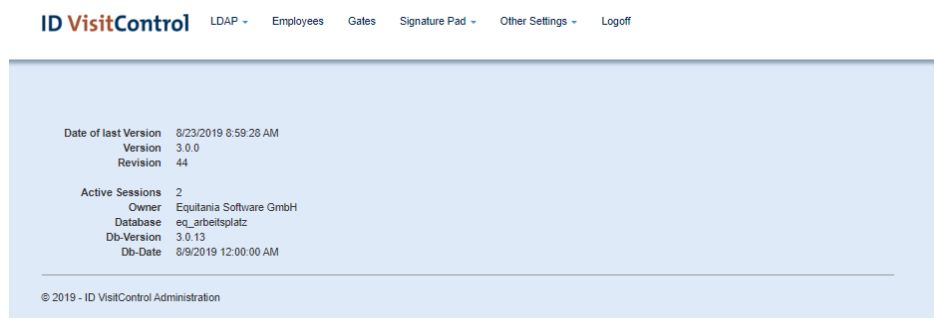 ID VisitControl LDAP Employees Gates Signature Pad Other Settings Logoff
Date of last Version 8/23/2019 8:59:28 AM
Version 3.0.0
Revision 44
Active Sessions 2
Owner Equitania Software GmbH
Database eq_arbeitsplatz
Db-Version 3.0.13
Db-Date 8/9/2019 12:00:00 AM
© 2019 - ID VisitControl Administration